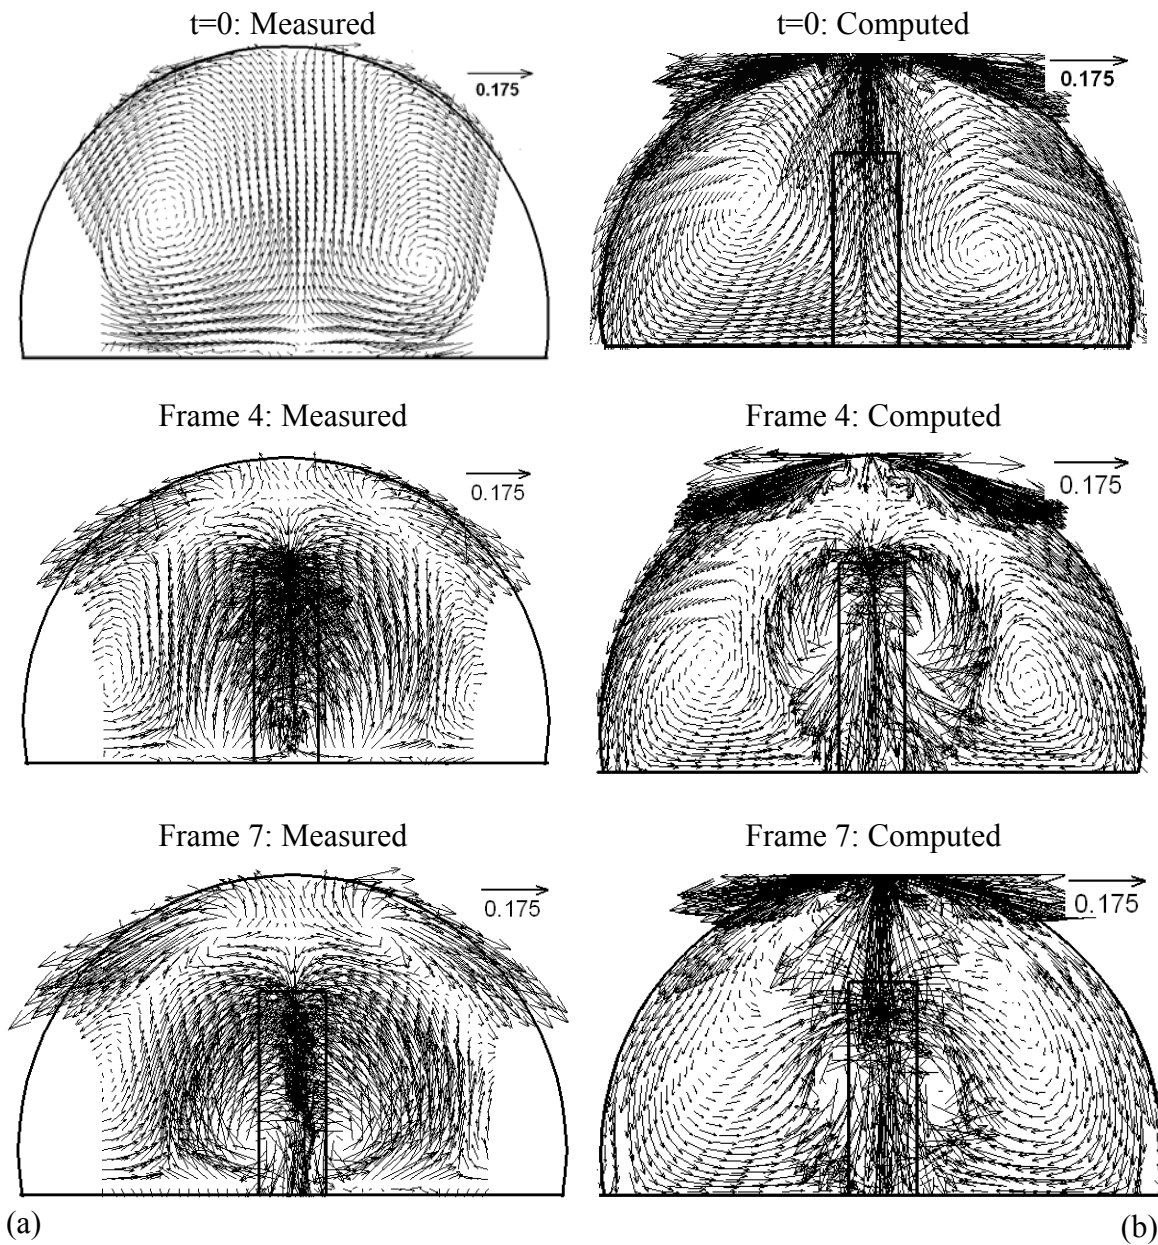 t=0: Measured
t=0: Computed
0.175
0.175
Frame 4: Measured
Frame 4: Computed
0.175
0.175
Frame 7: Measured
Frame 7: Computed
0.175
0.175
(a)
(b)